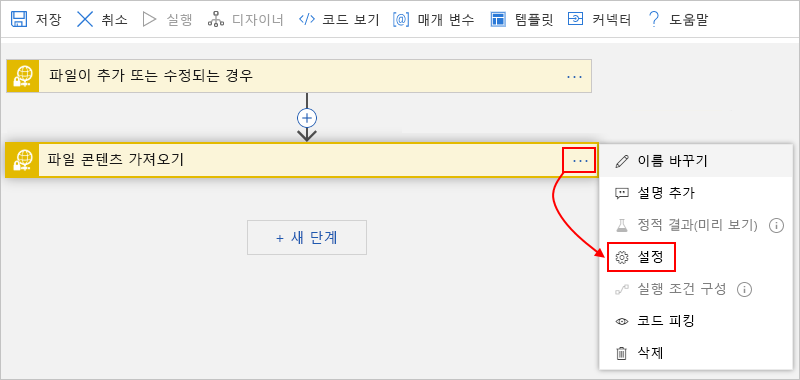 저장 취소 실행 디자이너 코드 보기 [@] 매개 변수 템플릿 커넥터 ? 도움말
파일이 추가 또는 수정되는 경우 ...
파일 콘텐츠 가져오기 ...
+ 새 단계
이름 바꾸기
설명 추가
정적 결과(미리 보기)
설정
실행 조건 구성
코드 피킹
삭제